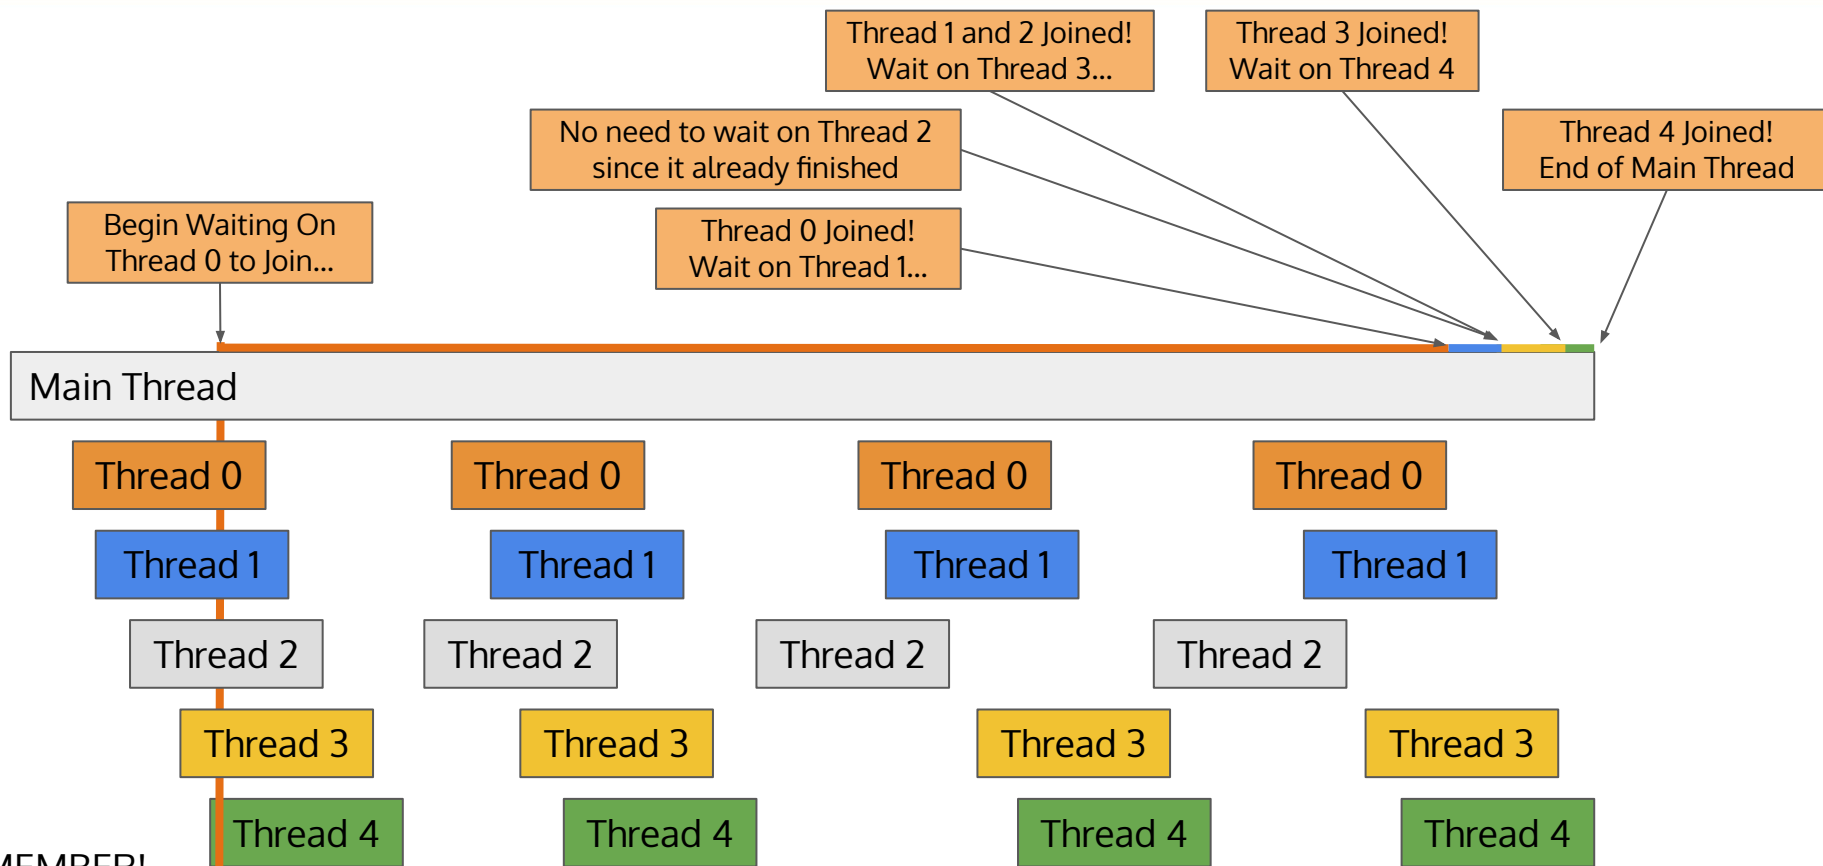 Thread 1 and 2 Joined!
Wait on Thread 3...
Thread 3 Joined!
Wait on Thread 4
No need to wait on Thread 2
since it already finished
Thread 4 Joined!
End of Main Thread
Begin Waiting On
Thread 0 to Join...
Thread 0 Joined!
Wait on Thread 1...
Main Thread
Thread 0
Thread 0
Thread 0
Thread 0
Thread 1
Thread 1
Thread 1
Thread 1
Thread 2
Thread 2
Thread 2
Thread 2
Thread 3
Thread 3
Thread 3
Thread 3
Thread 4
Thread 4
Thread 4
Thread 4